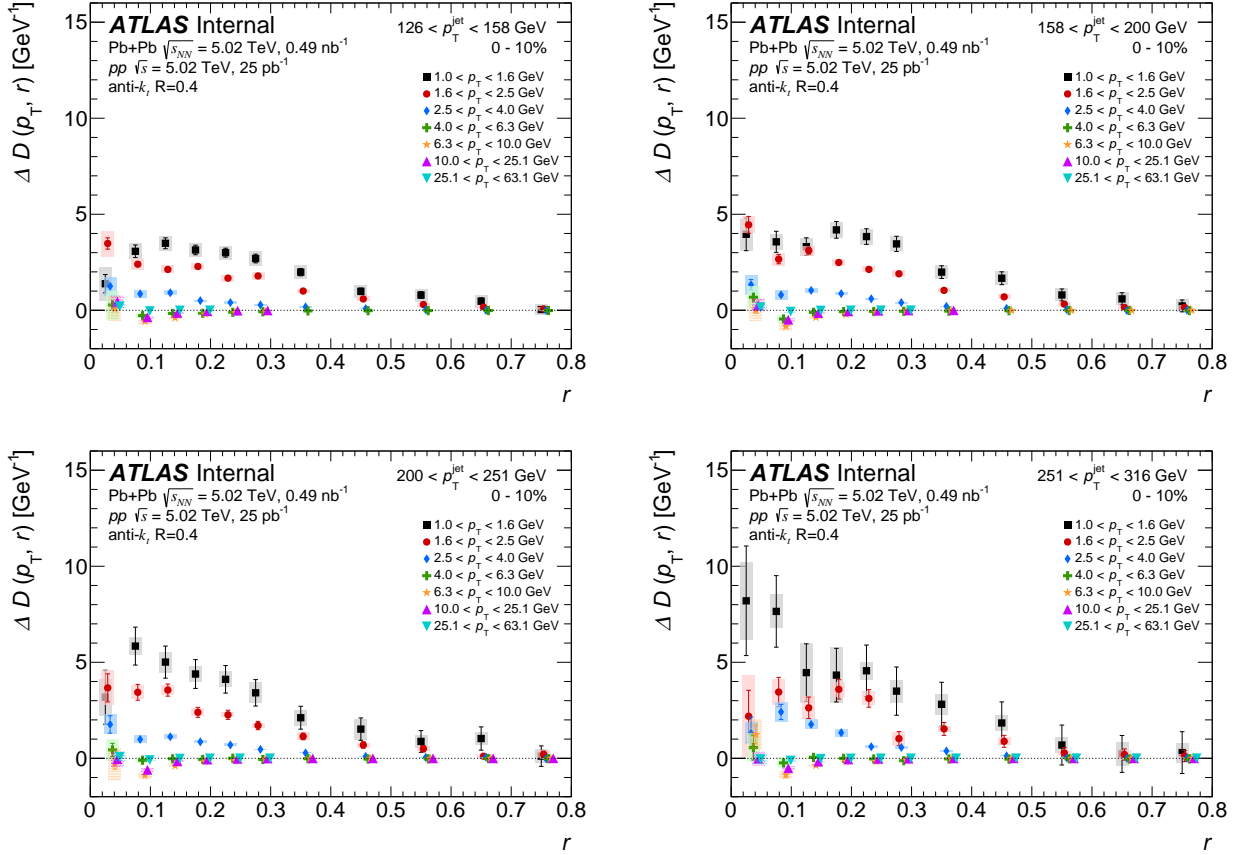 ATLAS Internal
126 < p_T^jet < 158 GeV
Pb+Pb √s_NN = 5.02 TeV, 0.49 nb⁻¹
0 - 10%
pp √s = 5.02 TeV, 25 pb⁻¹
anti-k_t R=0.4
1.0 < p_T < 1.6 GeV
1.6 < p_T < 2.5 GeV
2.5 < p_T < 4.0 GeV
4.0 < p_T < 6.3 GeV
6.3 < p_T < 10.0 GeV
10.0 < p_T < 25.1 GeV
25.1 < p_T < 63.1 GeV
Δ D (p_T, r) [GeV⁻¹]
15
10
5
0
0 0.1 0.2 0.3 0.4 0.5 0.6 0.7 0.8
r
ATLAS Internal
158 < p_T^jet < 200 GeV
Pb+Pb √s_NN = 5.02 TeV, 0.49 nb⁻¹
0 - 10%
pp √s = 5.02 TeV, 25 pb⁻¹
anti-k_t R=0.4
1.0 < p_T < 1.6 GeV
1.6 < p_T < 2.5 GeV
2.5 < p_T < 4.0 GeV
4.0 < p_T < 6.3 GeV
6.3 < p_T < 10.0 GeV
10.0 < p_T < 25.1 GeV
25.1 < p_T < 63.1 GeV
Δ D (p_T, r) [GeV⁻¹]
15
10
5
0
0 0.1 0.2 0.3 0.4 0.5 0.6 0.7 0.8
r
ATLAS Internal
200 < p_T^jet < 251 GeV
Pb+Pb √s_NN = 5.02 TeV, 0.49 nb⁻¹
0 - 10%
pp √s = 5.02 TeV, 25 pb⁻¹
anti-k_t R=0.4
1.0 < p_T < 1.6 GeV
1.6 < p_T < 2.5 GeV
2.5 < p_T < 4.0 GeV
4.0 < p_T < 6.3 GeV
6.3 < p_T < 10.0 GeV
10.0 < p_T < 25.1 GeV
25.1 < p_T < 63.1 GeV
Δ D (p_T, r) [GeV⁻¹]
15
10
5
0
0 0.1 0.2 0.3 0.4 0.5 0.6 0.7 0.8
r
ATLAS Internal
251 < p_T^jet < 316 GeV
Pb+Pb √s_NN = 5.02 TeV, 0.49 nb⁻¹
0 - 10%
pp √s = 5.02 TeV, 25 pb⁻¹
anti-k_t R=0.4
1.0 < p_T < 1.6 GeV
1.6 < p_T < 2.5 GeV
2.5 < p_T < 4.0 GeV
4.0 < p_T < 6.3 GeV
6.3 < p_T < 10.0 GeV
10.0 < p_T < 25.1 GeV
25.1 < p_T < 63.1 GeV
Δ D (p_T, r) [GeV⁻¹]
15
10
5
0
0 0.1 0.2 0.3 0.4 0.5 0.6 0.7 0.8
r